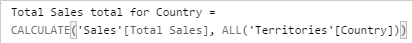 Total Sales total for Country =
CALCULATE('Sales'[Total Sales], ALL('Territories'[Country]))